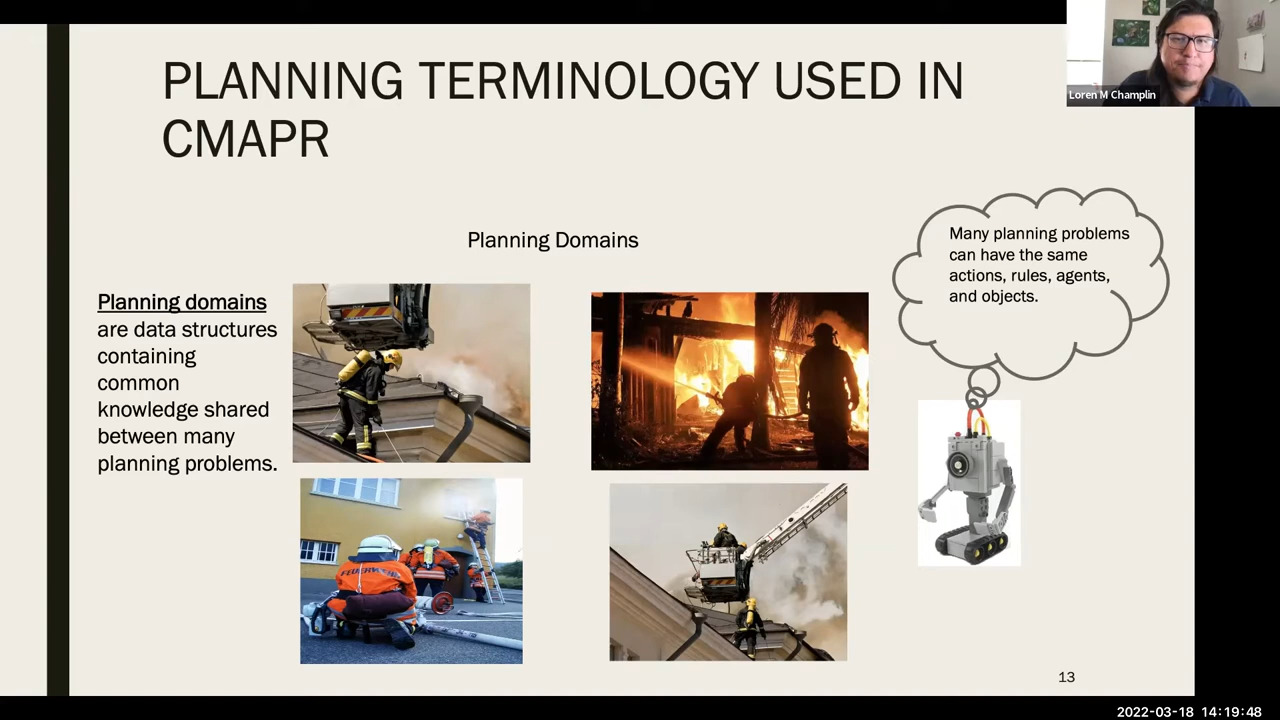 PLANNING TERMINOLOGY USED IN
CMAPR
Loren M Champlin
Planning Domains
Many planning problems
can have the same
actions, rules, agents,
and objects.
Planning domains
are data structures
containing
common
knowledge shared
between many
planning problems.
FEUERWEHR
13
2022-03-18 14:19:48